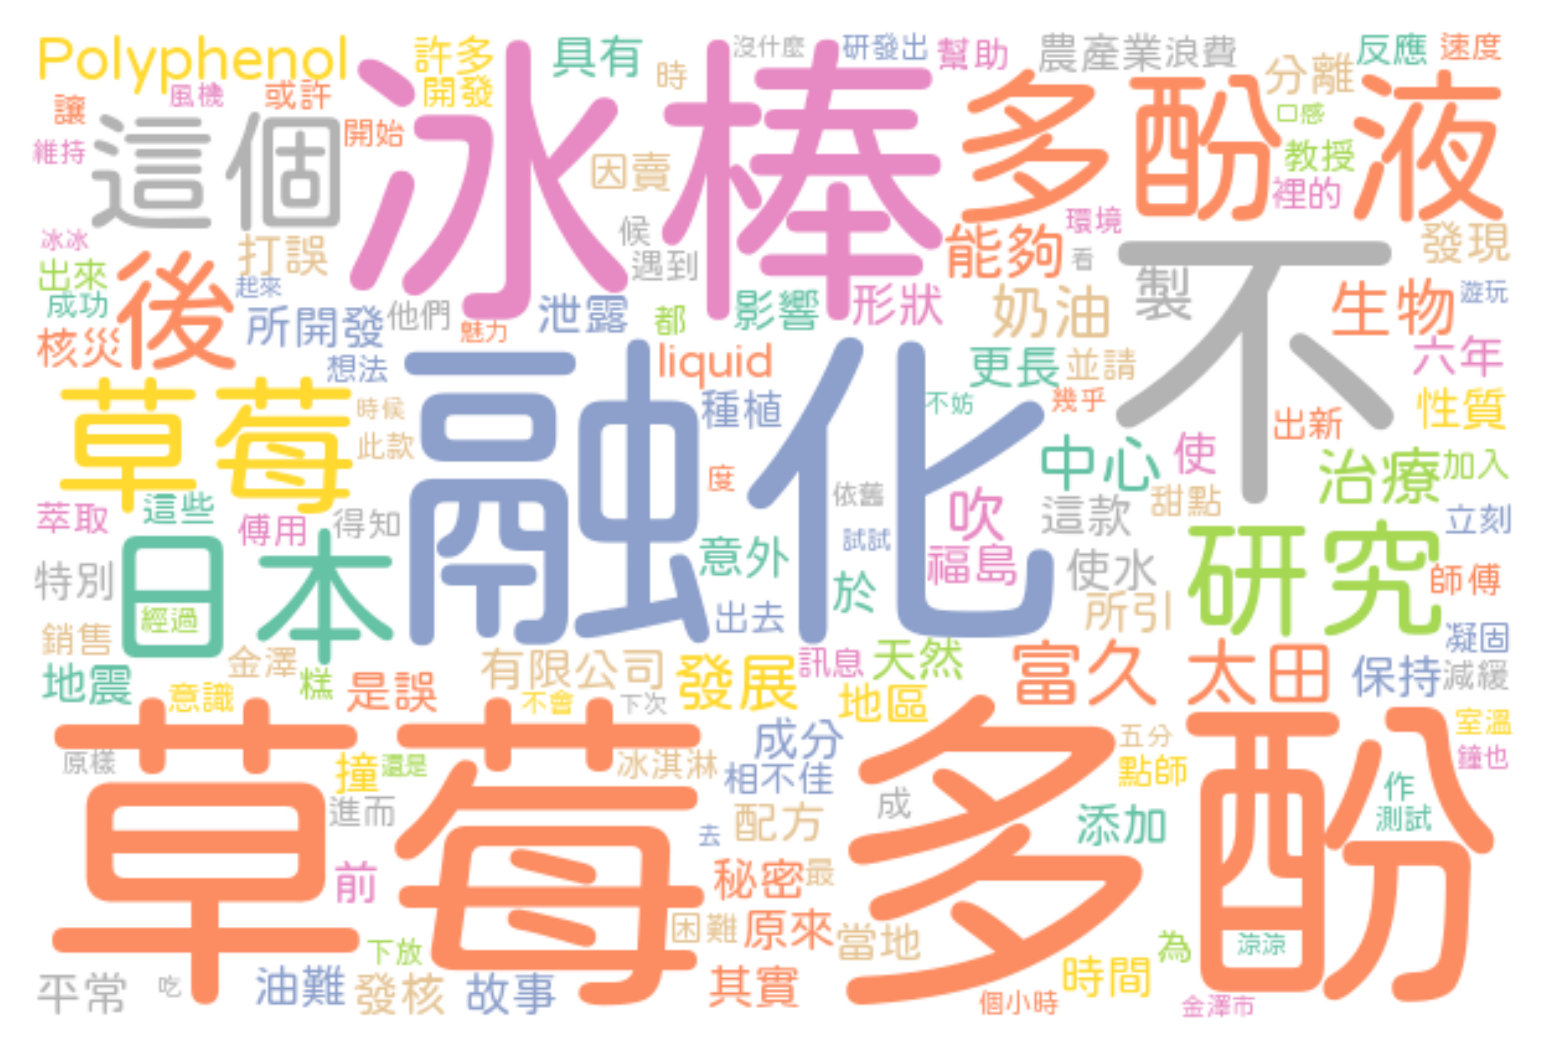 Polyphenol
許多
具有
時
沒什麼
研發出
幫助
農產業浪費
分離
反應
速度
讓
風機
或許
開發
冰棒
多酚液
口感
維持
這個
開始
因賣
教授
裡的
冰冰
打誤
候
遇到
能夠
環境
看
發現
出來
後
起來
不
製
成功
所開發
他們
魅力
泄露
都
影響
形狀
奶油
生物
遊玩
核災
想法
融化
liquid
更長
並請
六年
草莓
時候
此款
種植
不妨
幾乎
出新
性質
度
中心
使
治療
加入
萃取
這些
傅用
得知
依舊
吹
這款
甜點
立刻
特別
日本
意外
試試
福島
使水
研究
師傅
經過
於
所引
銷售
金澤
出去
凝固
地震
意識
糕
是誤
有限公司
發展
訊息
天然
富久
太田
保持
減緩
不會
下次
地區
草莓多酚
原樣
撞
還是
冰淇淋
成分
相不佳
五分
點師
室溫
鐘也
進而
去
配方
成
添加
作
測試
前
秘密
最
困難
原來
當地
涼涼
下放
為
平常
吃
油難
發核
故事
其實
時間
個小時
金澤市